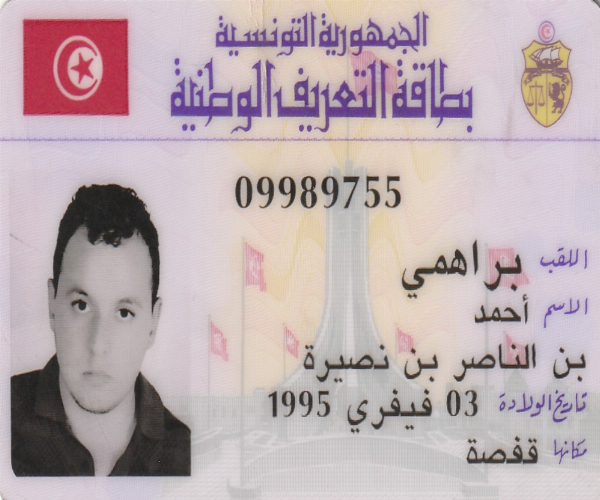 الجمهورية التونسية
بطاقة التعريف الوطنية
09989755
اللقب براهمي
الاسم أحمد
بن الناصر بن نصيرة
تاريخ الولادة 03 فيفري 1995
مكانها قفصة